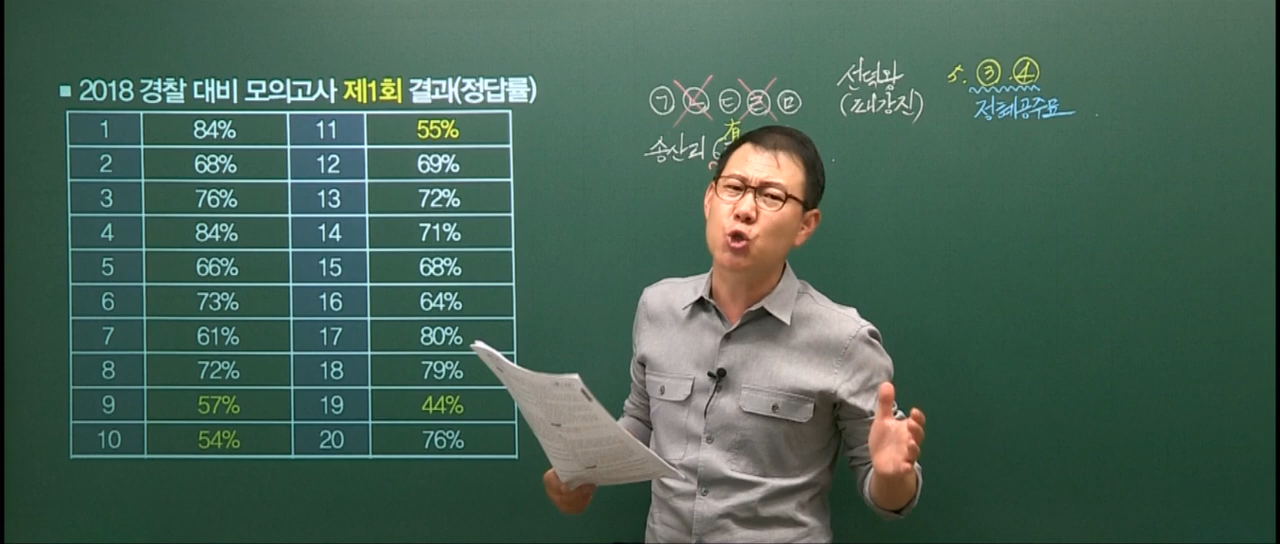 ■ 2018 경찰 대비 모의고사 제1회 결과(정답률)
1 84% 11 55%
2 68% 12 69%
3 76% 13 72%
4 84% 14 71%
5 66% 15 68%
6 73% 16 64%
7 61% 17 80%
8 72% 18 79%
9 57% 19 44%
10 54% 20 76%
㉠ ㉡ ㉢ ㉣ ㉤
송산리 6
선덕왕
(패강진)
5. ③ . ④
정혜공주묘